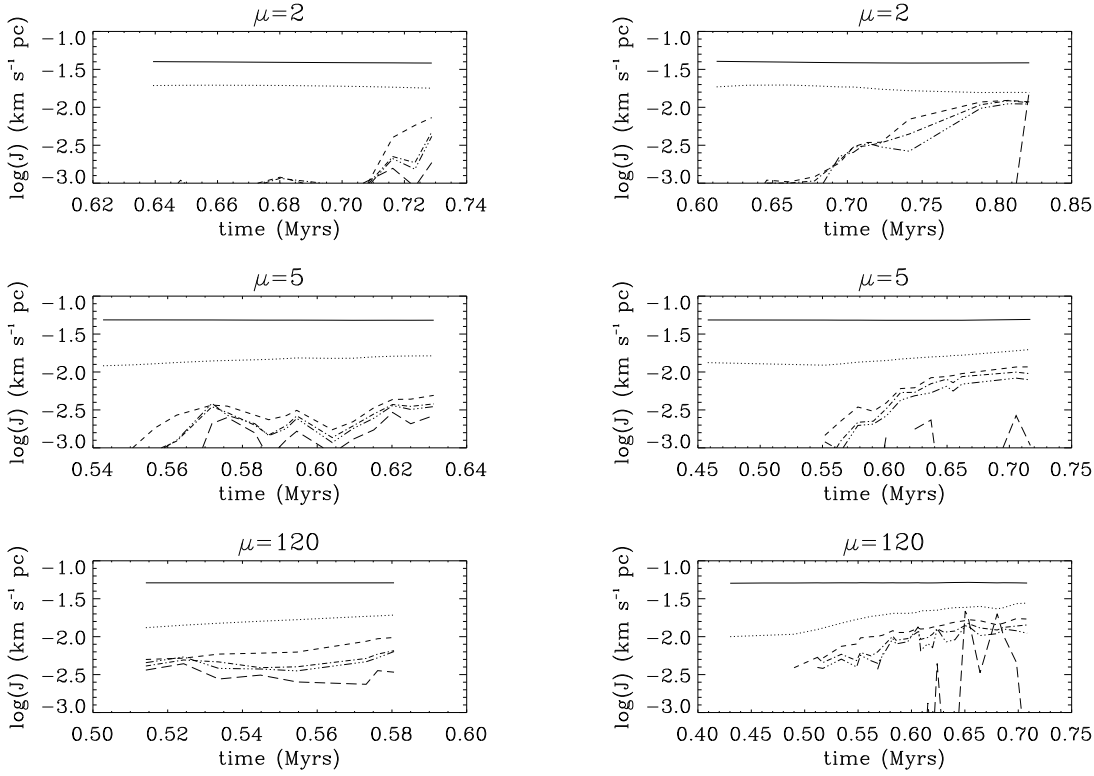 μ=2
log(J) (km s⁻¹ pc)
−1.0
−1.5
−2.0
−2.5
−3.0
0.62 0.64 0.66 0.68 0.70 0.72 0.74
time (Myrs)
μ=2
log(J) (km s⁻¹ pc)
−1.0
−1.5
−2.0
−2.5
−3.0
0.60 0.65 0.70 0.75 0.80 0.85
time (Myrs)
μ=5
log(J) (km s⁻¹ pc)
−1.0
−1.5
−2.0
−2.5
−3.0
0.54 0.56 0.58 0.60 0.62 0.64
time (Myrs)
μ=5
log(J) (km s⁻¹ pc)
−1.0
−1.5
−2.0
−2.5
−3.0
0.45 0.50 0.55 0.60 0.65 0.70 0.75
time (Myrs)
μ=120
log(J) (km s⁻¹ pc)
−1.0
−1.5
−2.0
−2.5
−3.0
0.50 0.52 0.54 0.56 0.58 0.60
time (Myrs)
μ=120
log(J) (km s⁻¹ pc)
−1.0
−1.5
−2.0
−2.5
−3.0
0.40 0.45 0.50 0.55 0.60 0.65 0.70 0.75
time (Myrs)